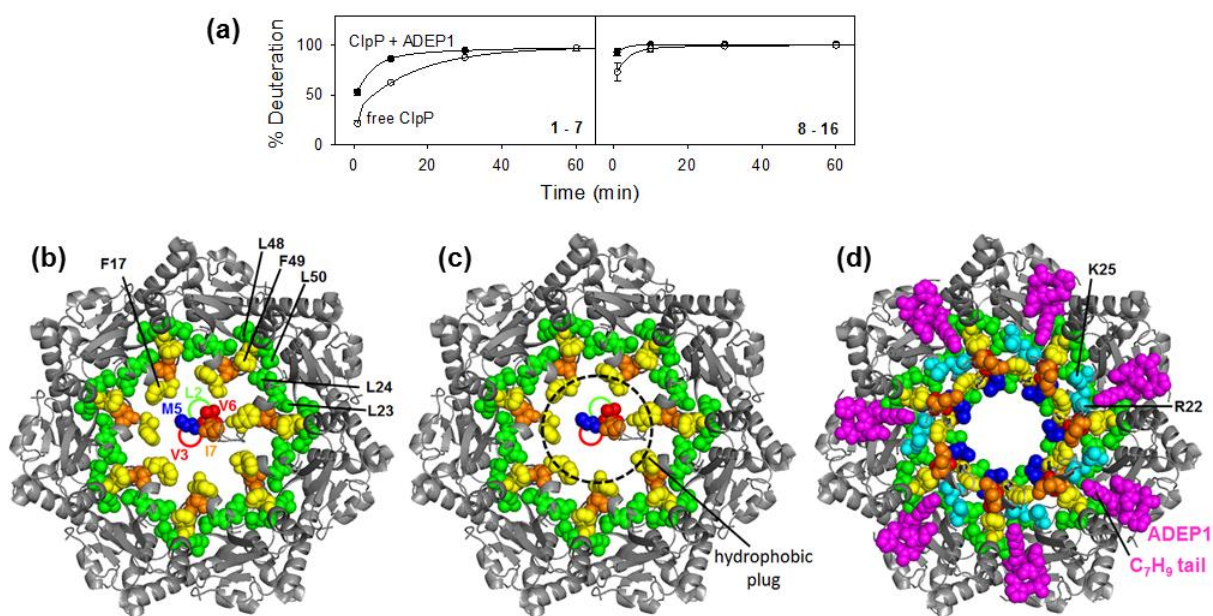 (a)
% Deuteration
100
50
0
ClpP + ADEP1
free ClpP
1 - 7
8 - 16
0 20 40 60 0 20 40 60
Time (min)
(b)
F17
L48
F49
L50
L24
L23
L2
M5
V6
V3
I7
(c)
hydrophobic
plug
(d)
K25
R22
ADEP1
C₇H₉ tail